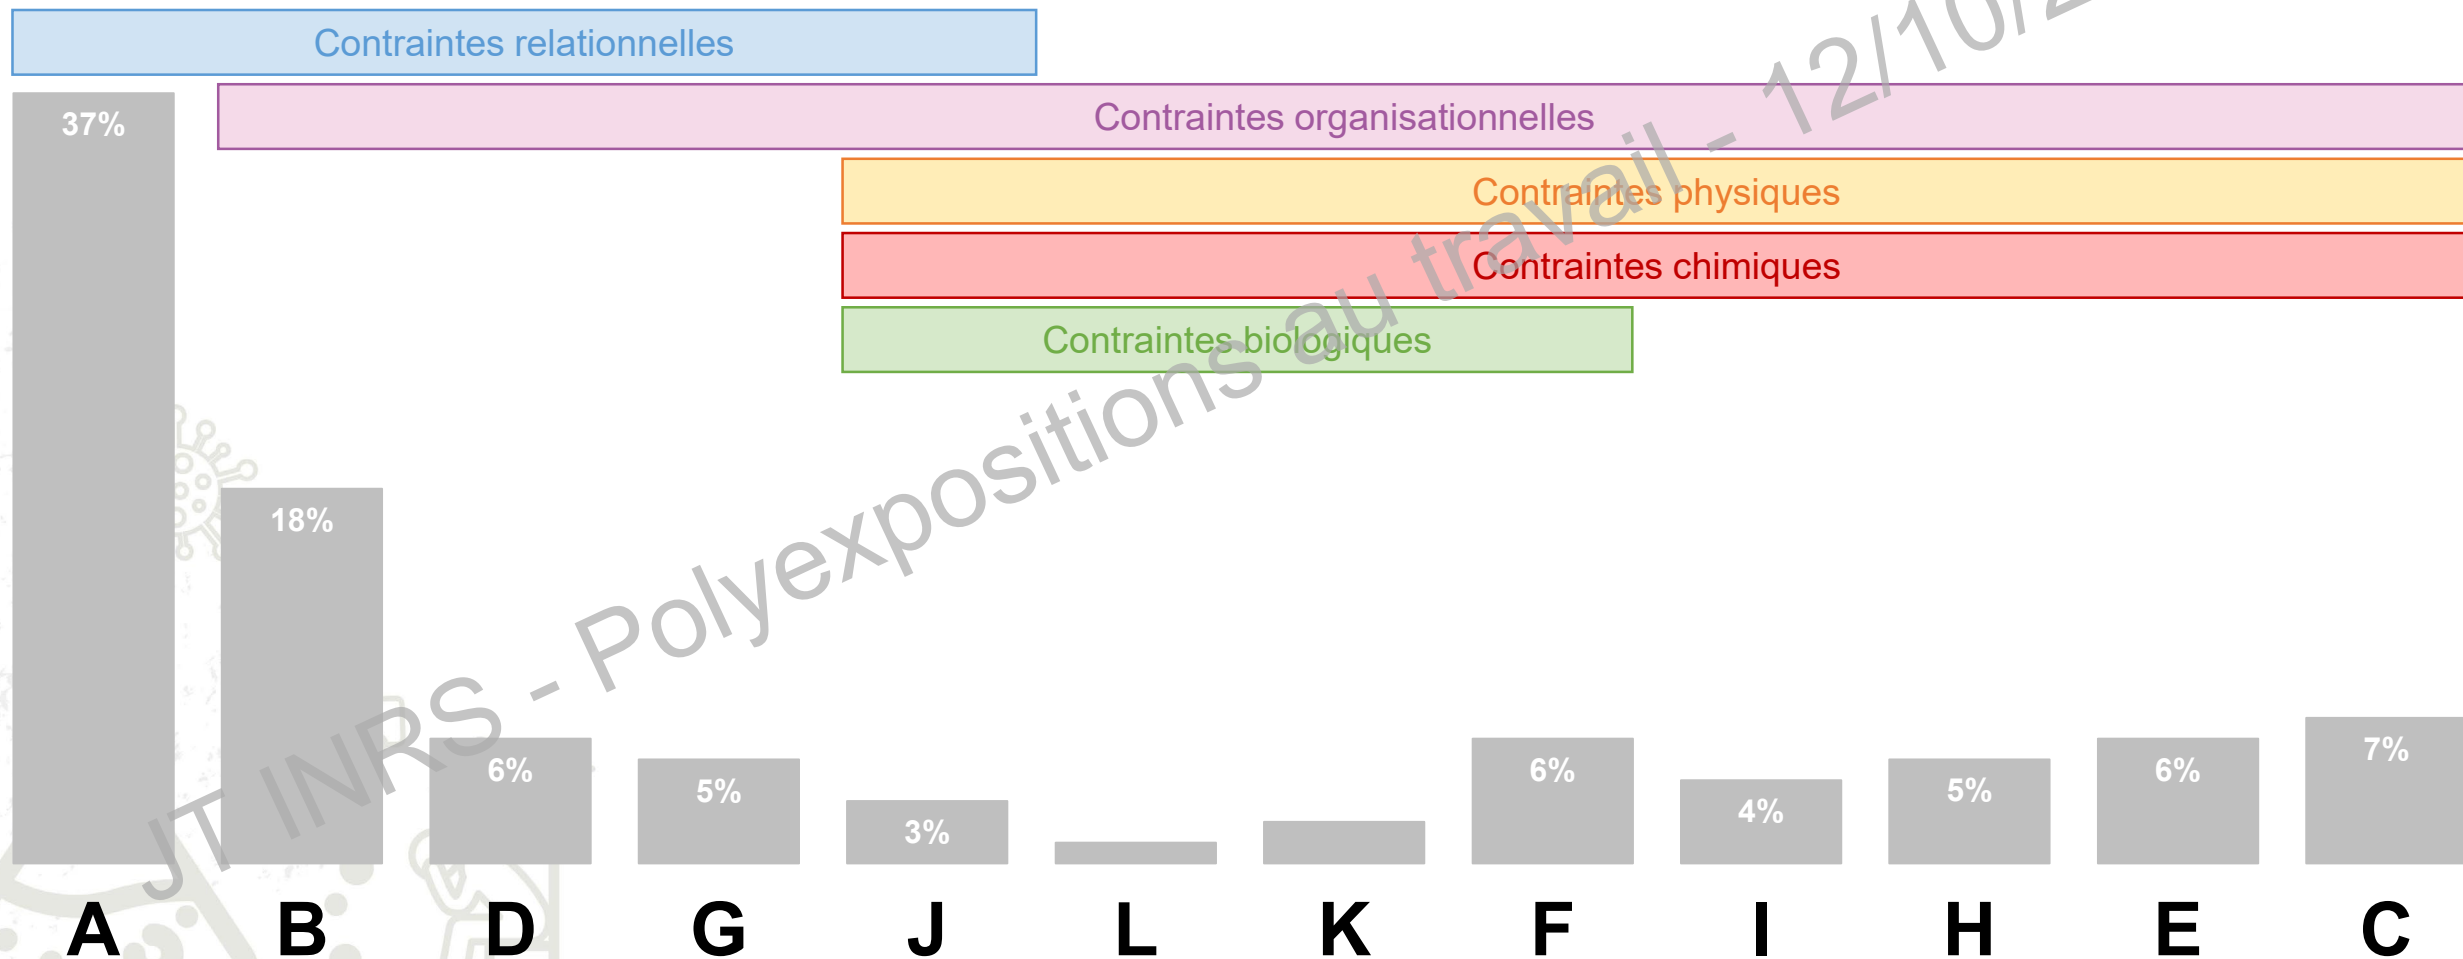 Contraintes relationnelles
Contraintes organisationnelles
Contraintes physiques
Contraintes chimiques
Contraintes biologiques
37%
18%
6%
5%
3%
6%
4%
5%
6%
7%
A B D G J L K F I H E C
JT INRS - Polyexpositions au travail - 12/10/2